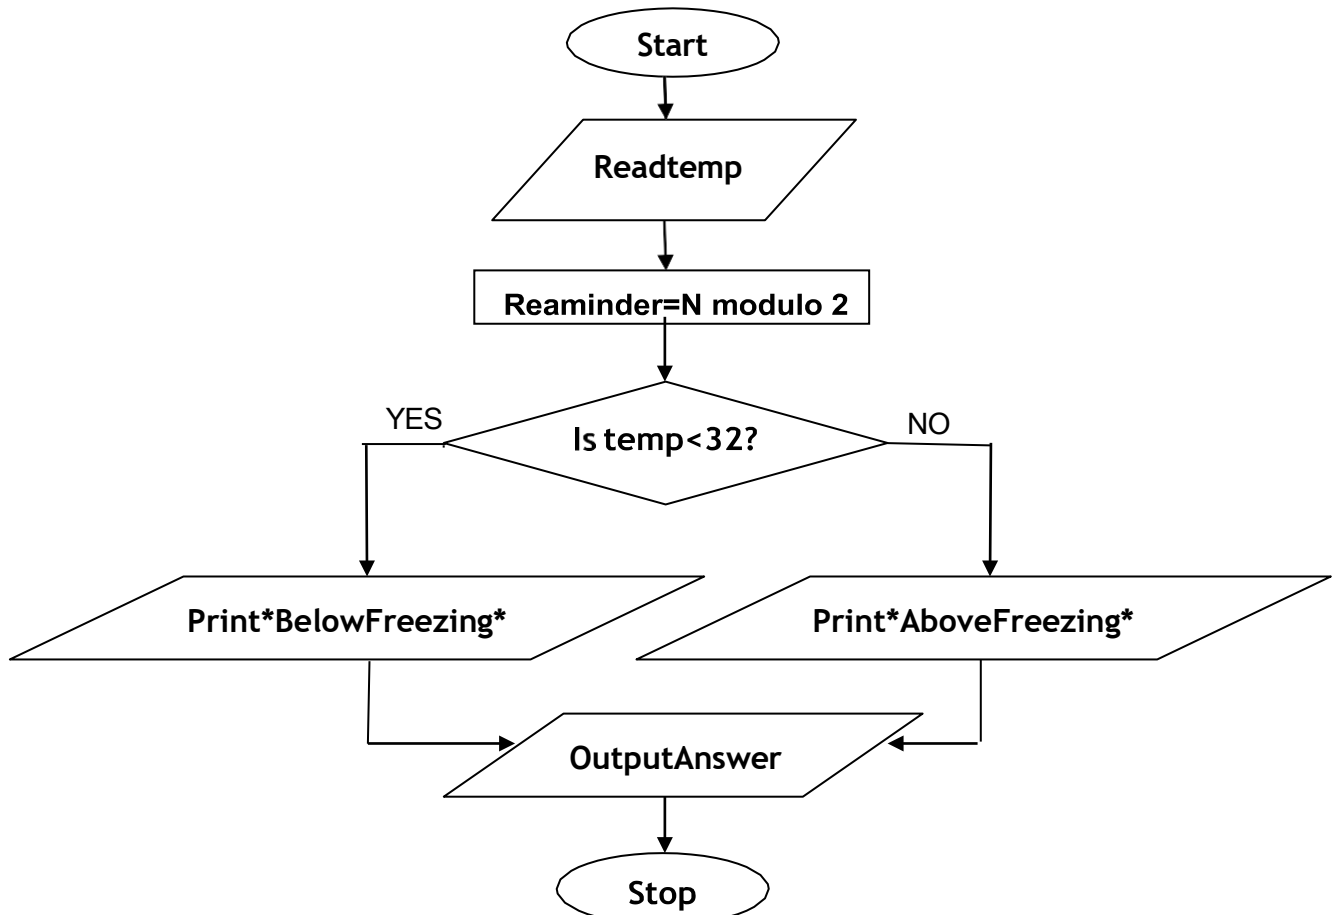 Start
Readtemp
Reaminder=N modulo 2
YES
Is temp<32?
NO
Print*BelowFreezing*
Print*AboveFreezing*
OutputAnswer
Stop